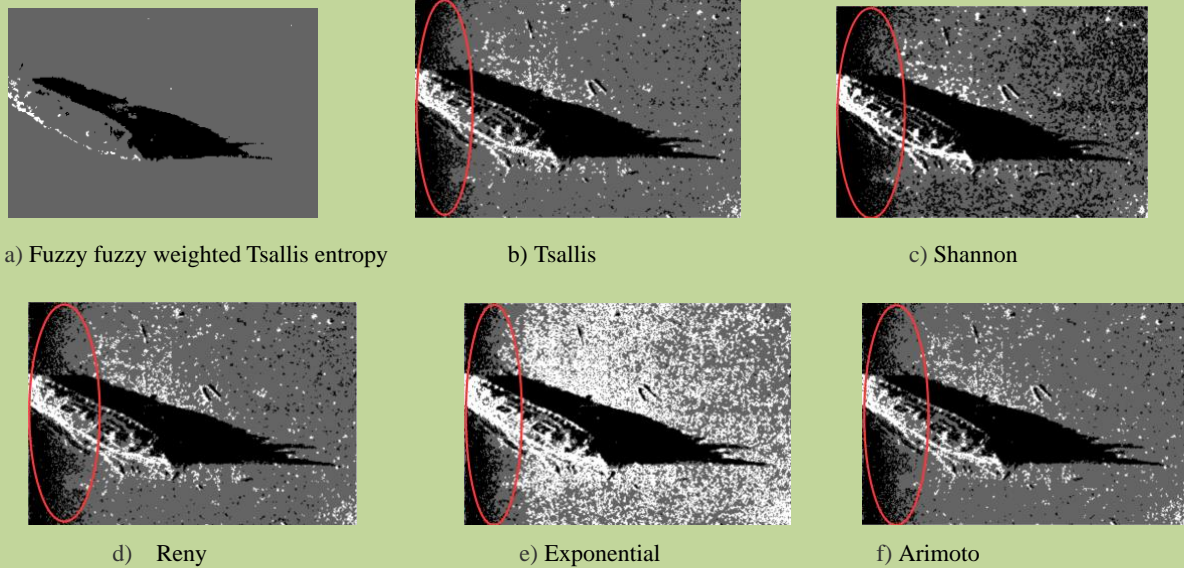 a) Fuzzy fuzzy weighted Tsallis entropy
b) Tsallis
c) Shannon
d) Reny
e) Exponential
f) Arimoto